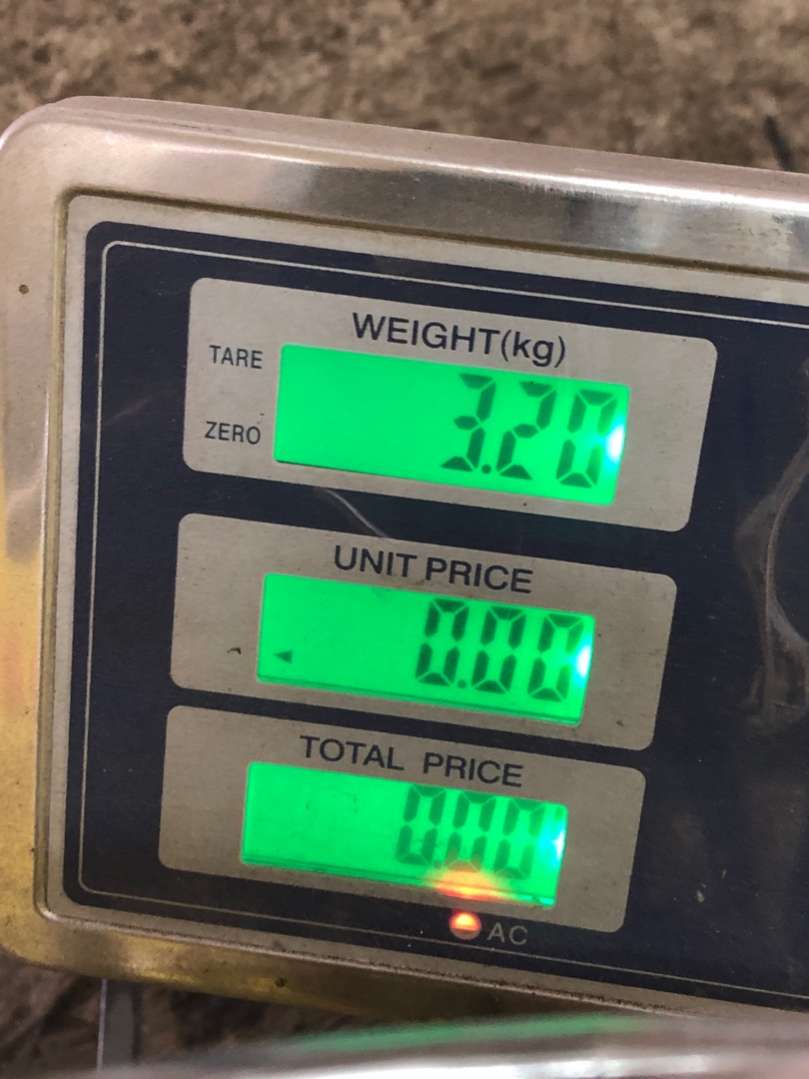 WEIGHT(kg)
TARE
3.20
ZERO
UNIT PRICE
0.00
TOTAL PRICE
0.00
AC